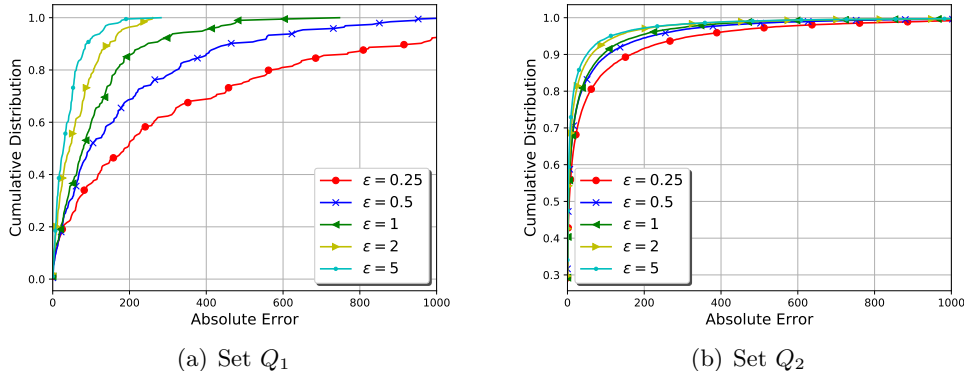 1.0
0.8
0.6
0.4
0.2
0.0
Cumulative Distribution
0 200 400 600 800 1000
Absolute Error
ε = 0.25
ε = 0.5
ε = 1
ε = 2
ε = 5
(a) Set Q1
1.0
0.9
0.8
0.7
0.6
0.5
0.4
0.3
Cumulative Distribution
0 200 400 600 800 1000
Absolute Error
ε = 0.25
ε = 0.5
ε = 1
ε = 2
ε = 5
(b) Set Q2